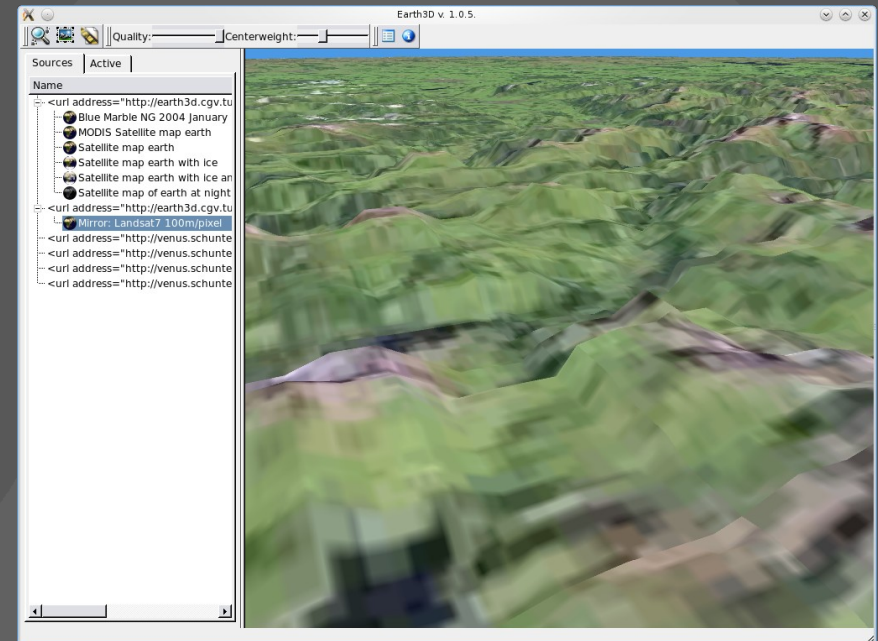 Earth3D v. 1.0.5.
Quality: Centerweight:
Sources Active
Name
<url address="http://earth3d.cgv.tu
Blue Marble NG 2004 January
MODIS Satellite map earth
Satellite map earth
Satellite map earth with ice
Satellite map earth with ice an
Satellite map of earth at night
<url address="http://earth3d.cgv.tu
Mirror: Landsat7 100m/pixel
<url address="http://venus.schunte
<url address="http://venus.schunte
<url address="http://venus.schunte
<url address="http://venus.schunte